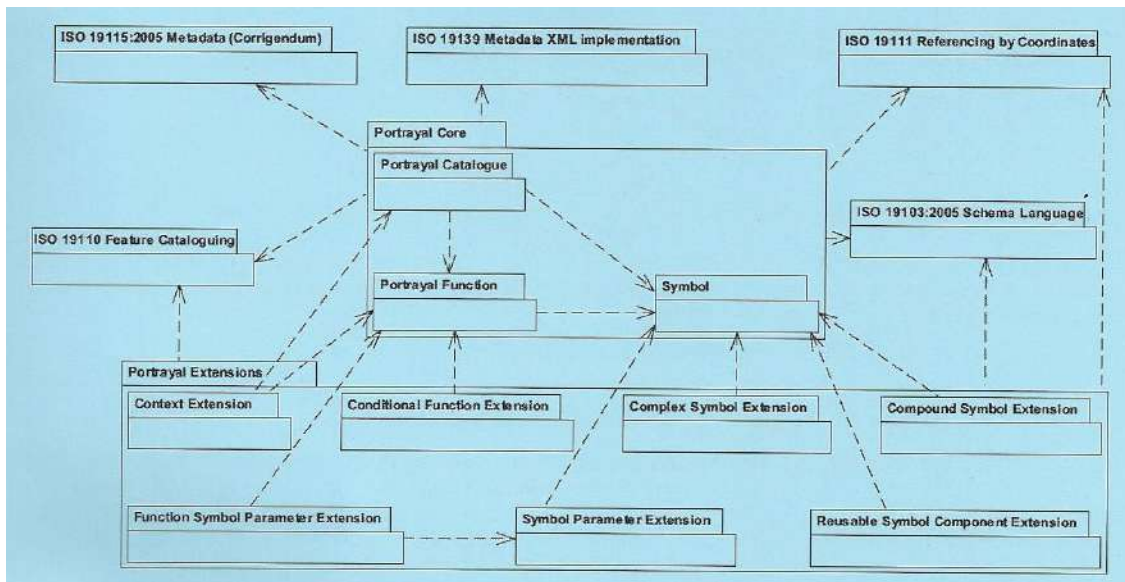 ISO 19115:2005 Metadata (Corrigendum)
ISO 19139 Metadata XML implementation
ISO 19111 Referencing by Coordinates
Portrayal Core
Portrayal Catalogue
ISO 19103:2005 Schema Language
ISO 19110 Feature Cataloguing
Portrayal Function
Symbol
Portrayal Extensions
Context Extension
Conditional Function Extension
Complex Symbol Extension
Compound Symbol Extension
Function Symbol Parameter Extension
Symbol Parameter Extension
Reusable Symbol Component Extension